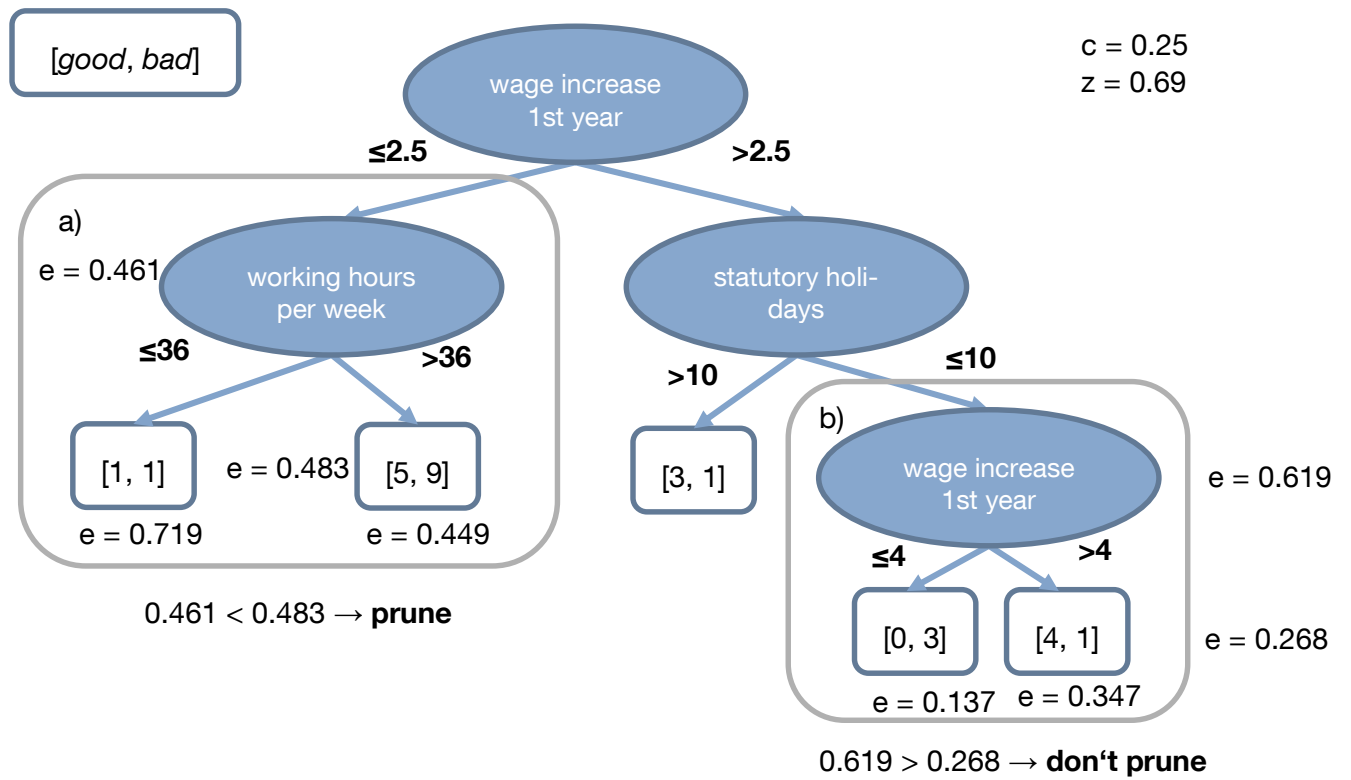 [good, bad]
c = 0.25
z = 0.69
wage increase
1st year
≤2.5
>2.5
a)
e = 0.461
working hours
per week
statutory holi-
days
≤36
>36
>10
≤10
[1, 1]
e = 0.483
[5, 9]
e = 0.719
e = 0.449
0.461 < 0.483 → prune
[3, 1]
b)
wage increase
1st year
e = 0.619
≤4
>4
[0, 3]
[4, 1]
e = 0.268
e = 0.137
e = 0.347
0.619 > 0.268 → don‘t prune